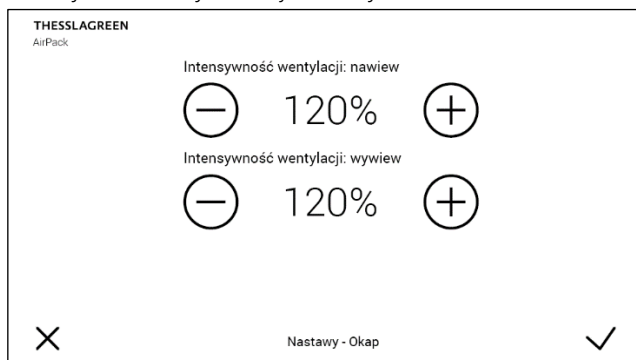 THESSLAGREEN
AirPack
Intensywność wentylacji: nawiew
120%
Intensywność wentylacji: wywiew
120%
Nastawy - Okap